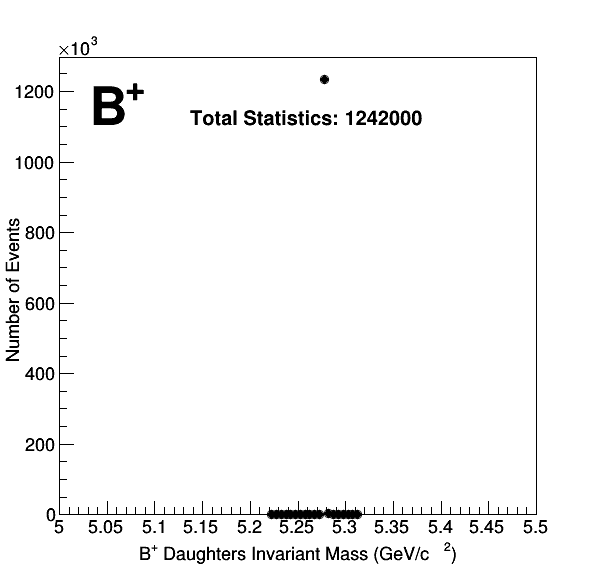 ×10³
B⁺
Total Statistics: 1242000
1200
1000
800
600
400
200
0
Number of Events
5 5.05 5.1 5.15 5.2 5.25 5.3 5.35 5.4 5.45 5.5
B⁺ Daughters Invariant Mass (GeV/c ²)